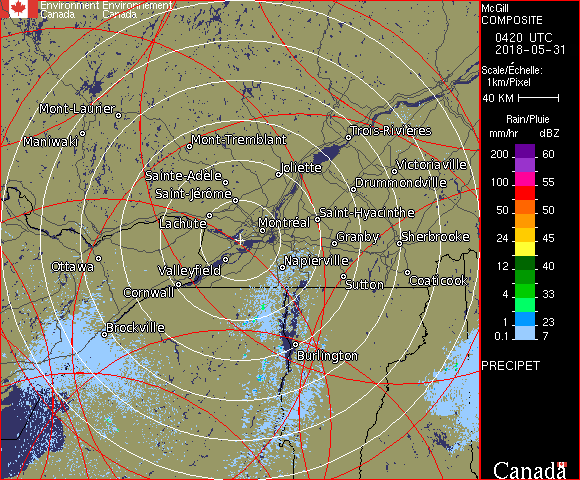 Environment Environnement
Canada Canada
McGill
COMPOSITE
0420 UTC
2018-05-31
Scale/Échelle:
1km/Pixel
40 KM
Rain/Pluie
mm/hr dBZ
200 60
100 55
50 50
24 45
12 40
4 33
1 23
0.1 7
PRECIPET
Mont-Laurier
Maniwaki
Mont-Tremblant
Trois-Rivières
Sainte-Adèle
Joliette
Victoriaville
Saint-Jérôme
Drummondville
Lachute
Montréal
Saint-Hyacinthe
Granby
Sherbrooke
Ottawa
Valleyfield
Napierville
Cornwall
Sutton
Coaticook
Brockville
Burlington
Canada